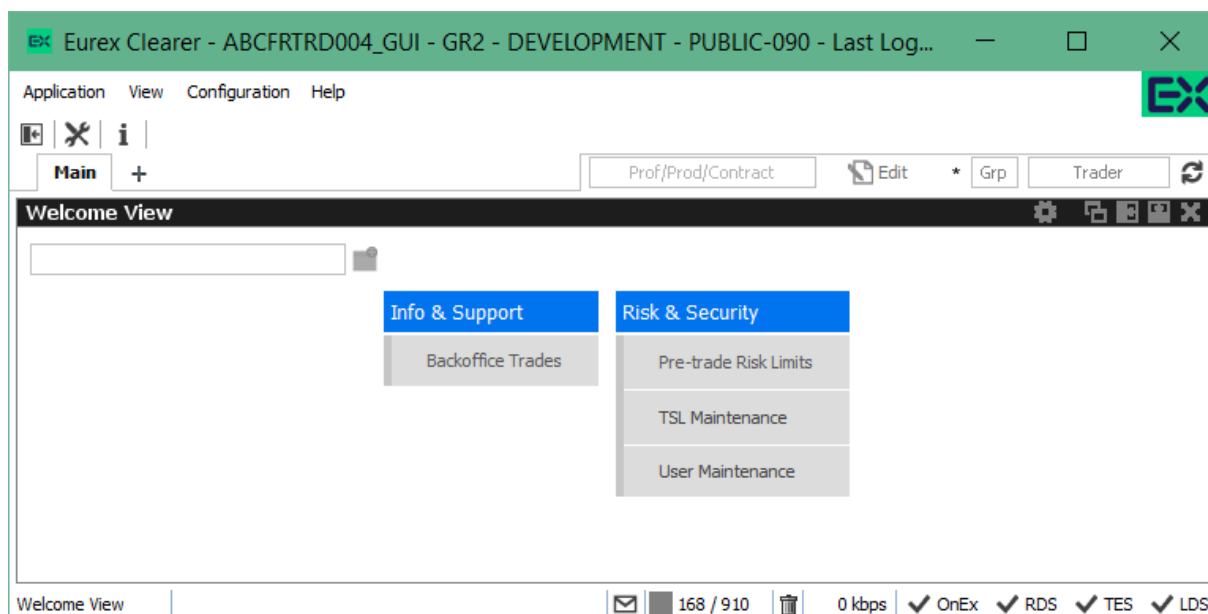 EX Eurex Clearer - ABCFRTRD004_GUI - GR2 - DEVELOPMENT - PUBLIC-090 - Last Log...
Application View Configuration Help
EX
i
Main + Prof/Prod/Contract Edit * Grp Trader
Welcome View
Info & Support
Backoffice Trades
Risk & Security
Pre-trade Risk Limits
TSL Maintenance
User Maintenance
Welcome View 168 / 910 0 kbps OnEx RDS TES LDS